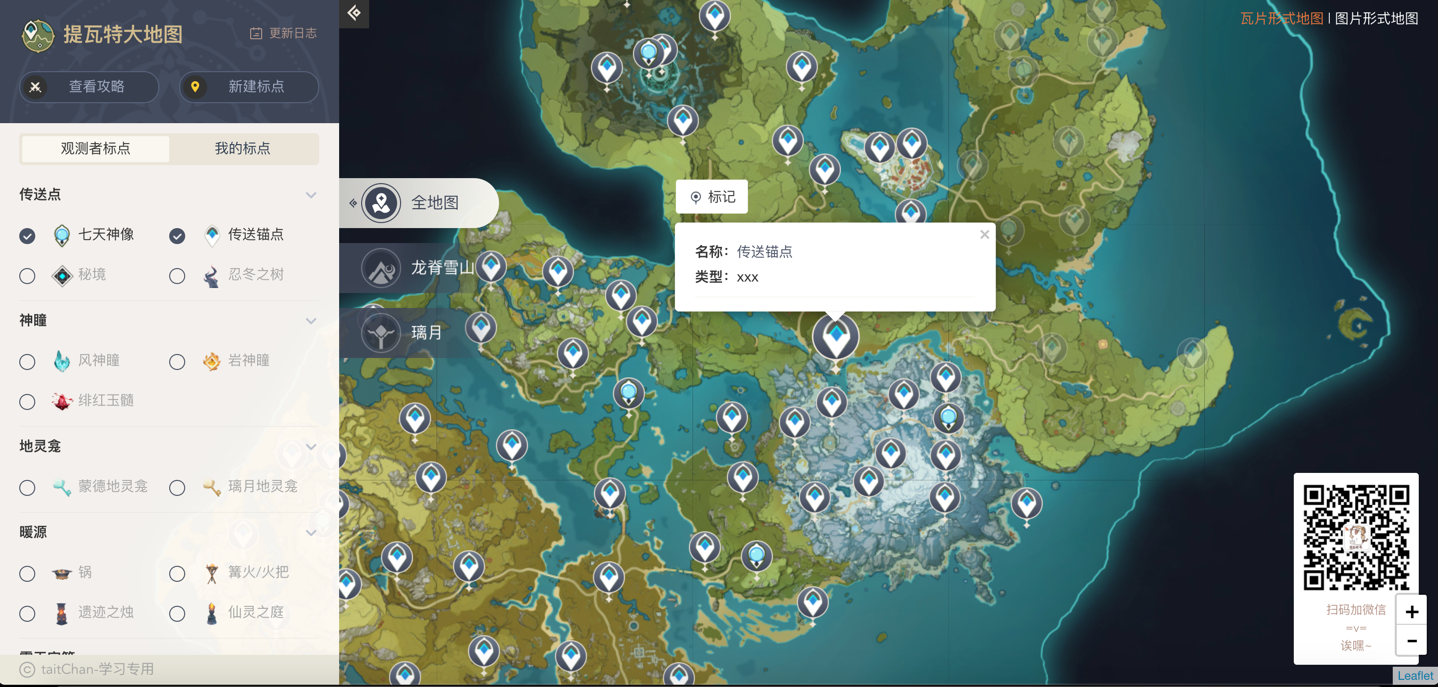 提瓦特大地图
更新日志
查看攻略
新建标点
观测者标点
我的标点
传送点
七天神像
传送锚点
秘境
忍冬之树
神瞳
风神瞳
岩神瞳
绯红玉髓
地灵龛
蒙德地灵龛
璃月地灵龛
暖源
锅
篝火/火把
遗迹之烛
仙灵之庭
© taitChan-学习专用
全地图
龙脊雪山
璃月
标记
名称：传送锚点
类型：xxx
×
瓦片形式地图 | 图片形式地图
扫码加微信
=v=
诶嘿~
+
-
Leaflet